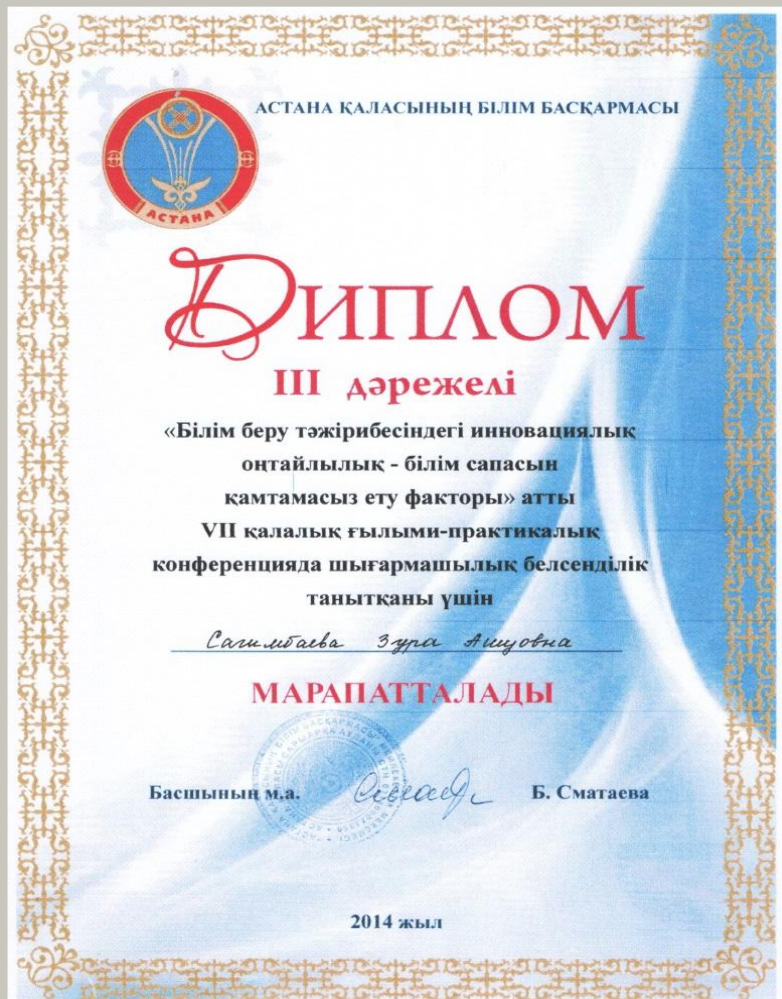 АСТАНА ҚАЛАСЫНЫҢ БІЛІМ БАСҚАРМАСЫ
АСТАНА
ДИПЛОМ
III дәрежелі
«Білім беру тәжірибесіндегі инновациялық
оңтайлылық - білім сапасын
қамтамасыз ету факторы» атты
VII қалалық ғылыми-практикалық
конференцияда шығармашылық белсенділік
танытқаны үшін
Сагимбаева Зура
МАРАПАТТАЛАДЫ
Басшының м.а.
Б. Сматаева
2014 жыл